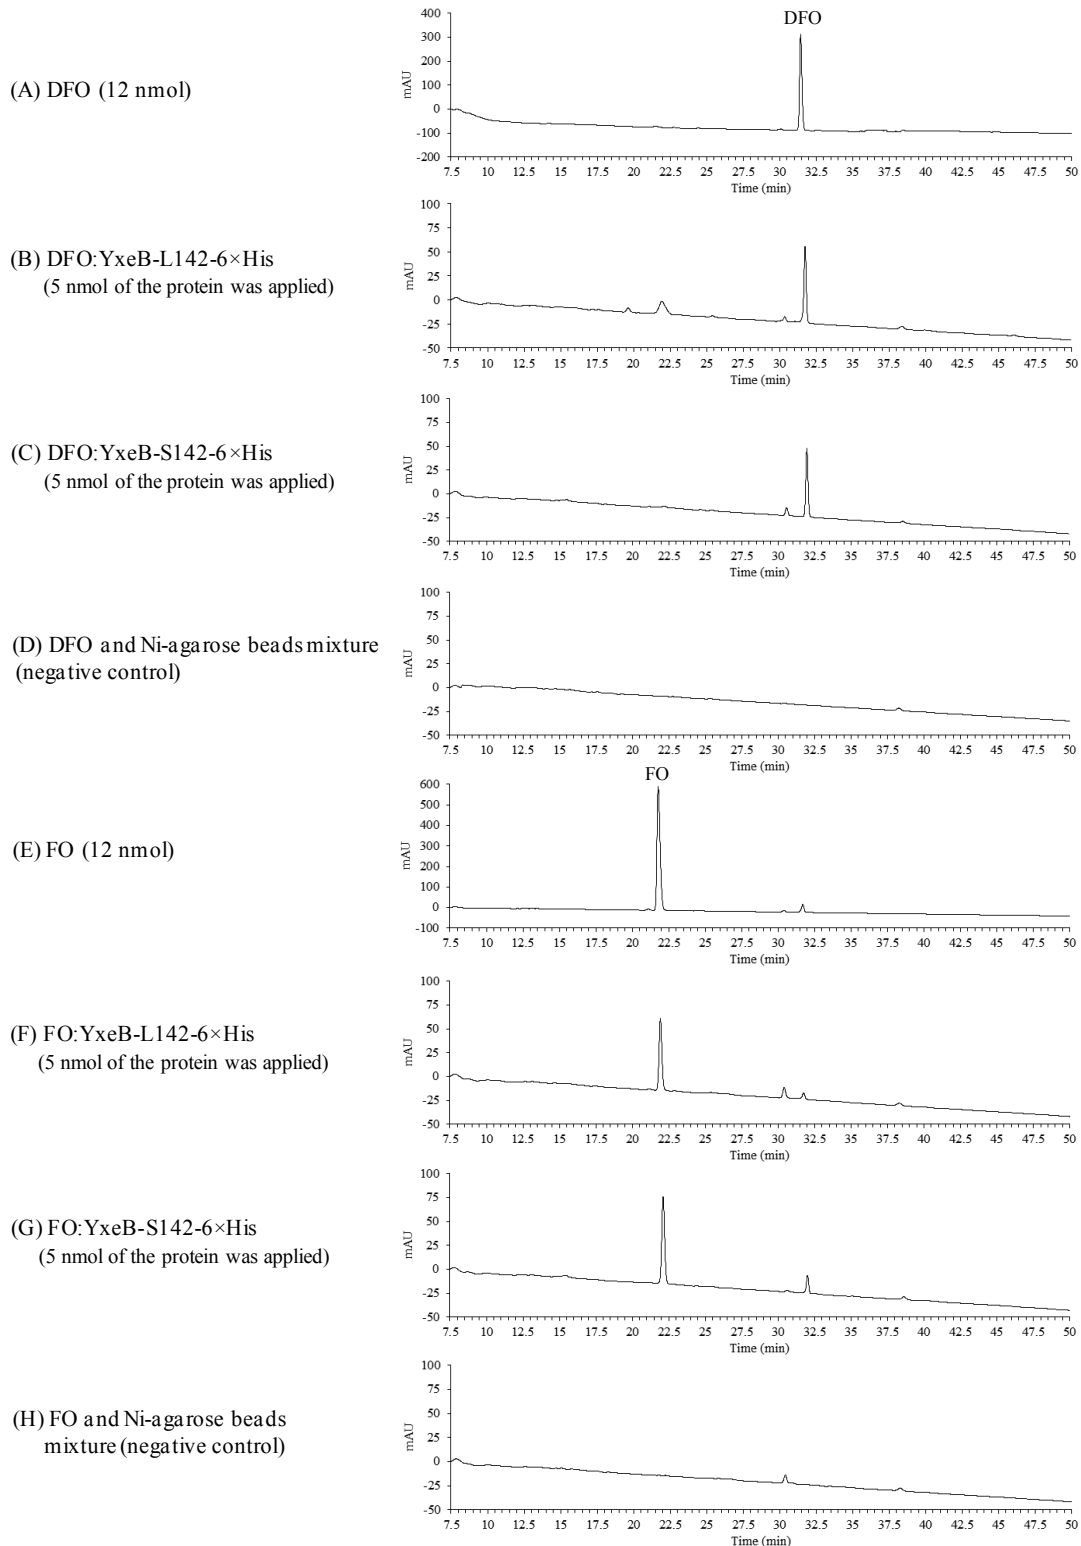 DFO
400
300
200
100
0
-100
-200
mAU
7.5 10 12.5 15 17.5 20 22.5 25 27.5 30 32.5 35 37.5 40 42.5 45 47.5 50
Time (min)
(A) DFO (12 nmol)
100
75
50
25
0
-25
-50
mAU
7.5 10 12.5 15 17.5 20 22.5 25 27.5 30 32.5 35 37.5 40 42.5 45 47.5 50
Time (min)
(B) DFO:YxeB-L142-6×His
(5 nmol of the protein was applied)
100
75
50
25
0
-25
-50
mAU
7.5 10 12.5 15 17.5 20 22.5 25 27.5 30 32.5 35 37.5 40 42.5 45 47.5 50
Time (min)
(C) DFO:YxeB-S142-6×His
(5 nmol of the protein was applied)
100
75
50
25
0
-25
-50
mAU
7.5 10 12.5 15 17.5 20 22.5 25 27.5 30 32.5 35 37.5 40 42.5 45 47.5 50
Time (min)
(D) DFO and Ni-agarose beads mixture
(negative control)
FO
600
500
400
300
200
100
0
-100
mAU
7.5 10 12.5 15 17.5 20 22.5 25 27.5 30 32.5 35 37.5 40 42.5 45 47.5 50
Time (min)
(E) FO (12 nmol)
100
75
50
25
0
-25
-50
mAU
7.5 10 12.5 15 17.5 20 22.5 25 27.5 30 32.5 35 37.5 40 42.5 45 47.5 50
Time (min)
(F) FO:YxeB-L142-6×His
(5 nmol of the protein was applied)
100
75
50
25
0
-25
-50
mAU
7.5 10 12.5 15 17.5 20 22.5 25 27.5 30 32.5 35 37.5 40 42.5 45 47.5 50
Time (min)
(G) FO:YxeB-S142-6×His
(5 nmol of the protein was applied)
100
75
50
25
0
-25
-50
mAU
7.5 10 12.5 15 17.5 20 22.5 25 27.5 30 32.5 35 37.5 40 42.5 45 47.5 50
Time (min)
(H) FO and Ni-agarose beads
mixture (negative control)